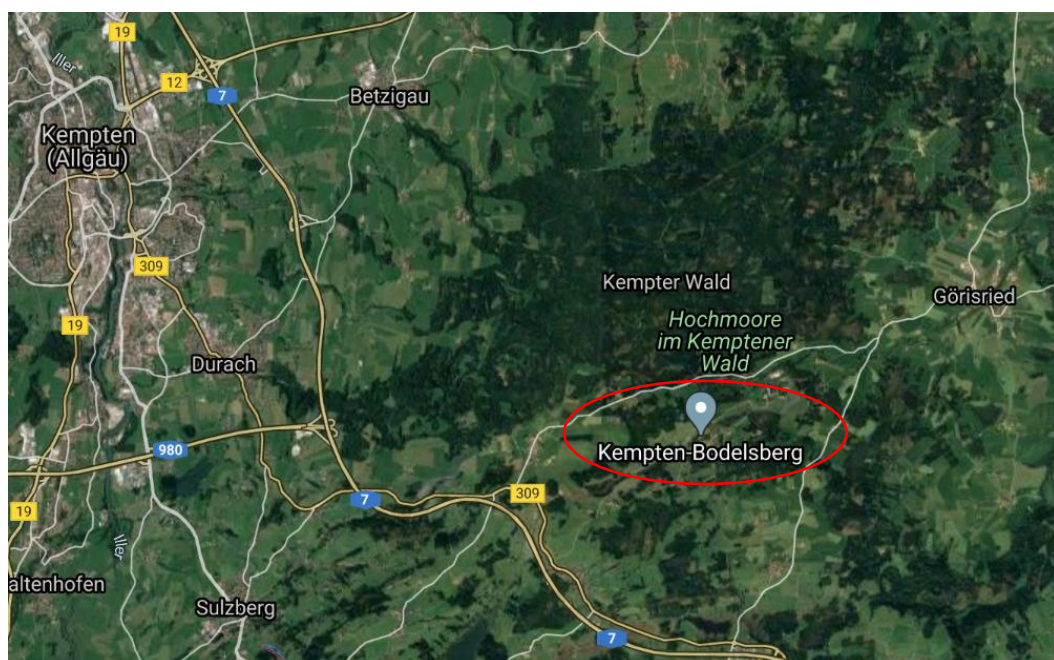 19
Iller
12
7
Betzigau
Kempten
(Allgäu)
309
Kempter Wald
Görisried
Hochmoore
im Kemptener
Wald
19
Durach
Kempten-Bodelsberg
980
309
7
19
Iller
altenhofen
Sulzberg
7